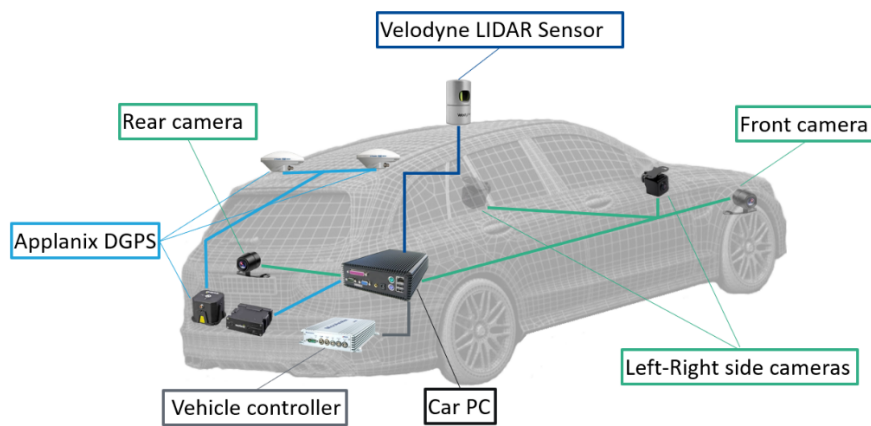 Velodyne LIDAR Sensor
Rear camera
Front camera
Applanix DGPS
Left-Right side cameras
Vehicle controller
Car PC